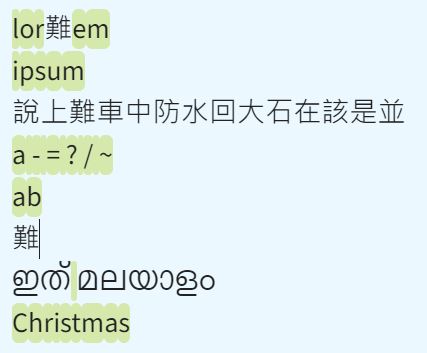 lor難em
ipsum
說上難車中防水回大石在該是並
a - = ? / ~
ab
難
ഇത് മലയാളം
Christmas